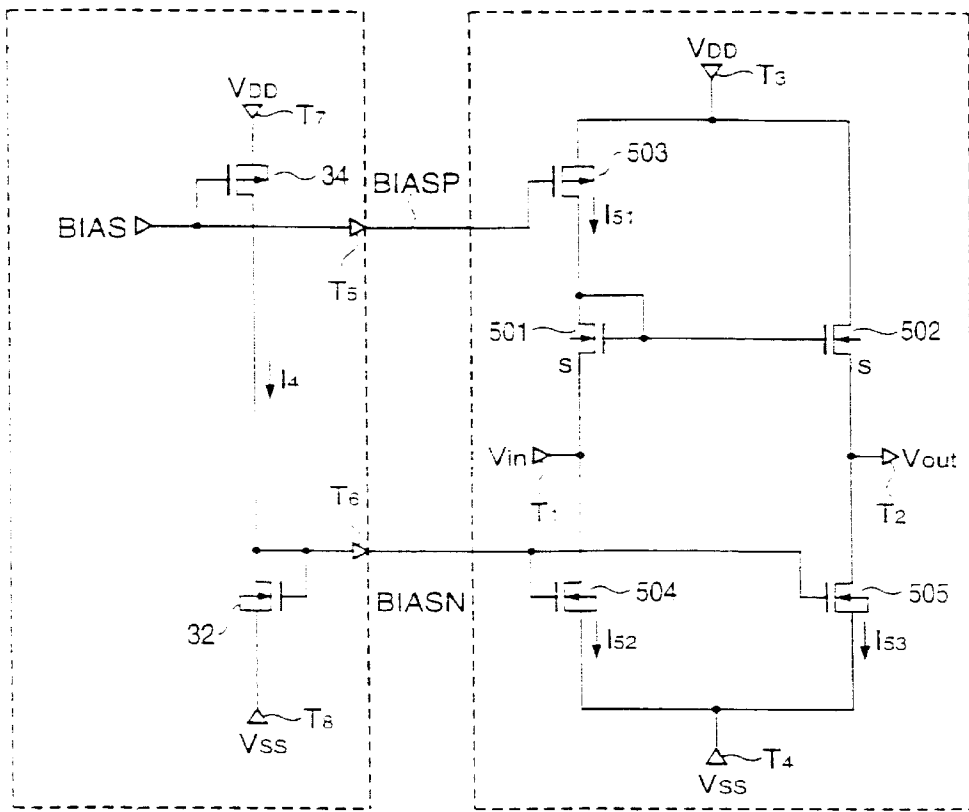 VDD
T7
34
BIAS
BIASP
T5
I4
T6
BIASN
32
T8
VSS
VDD
T3
503
I51
501
502
S
S
Vin
T1
Vout
T2
504
505
I52
I53
T4
VSS